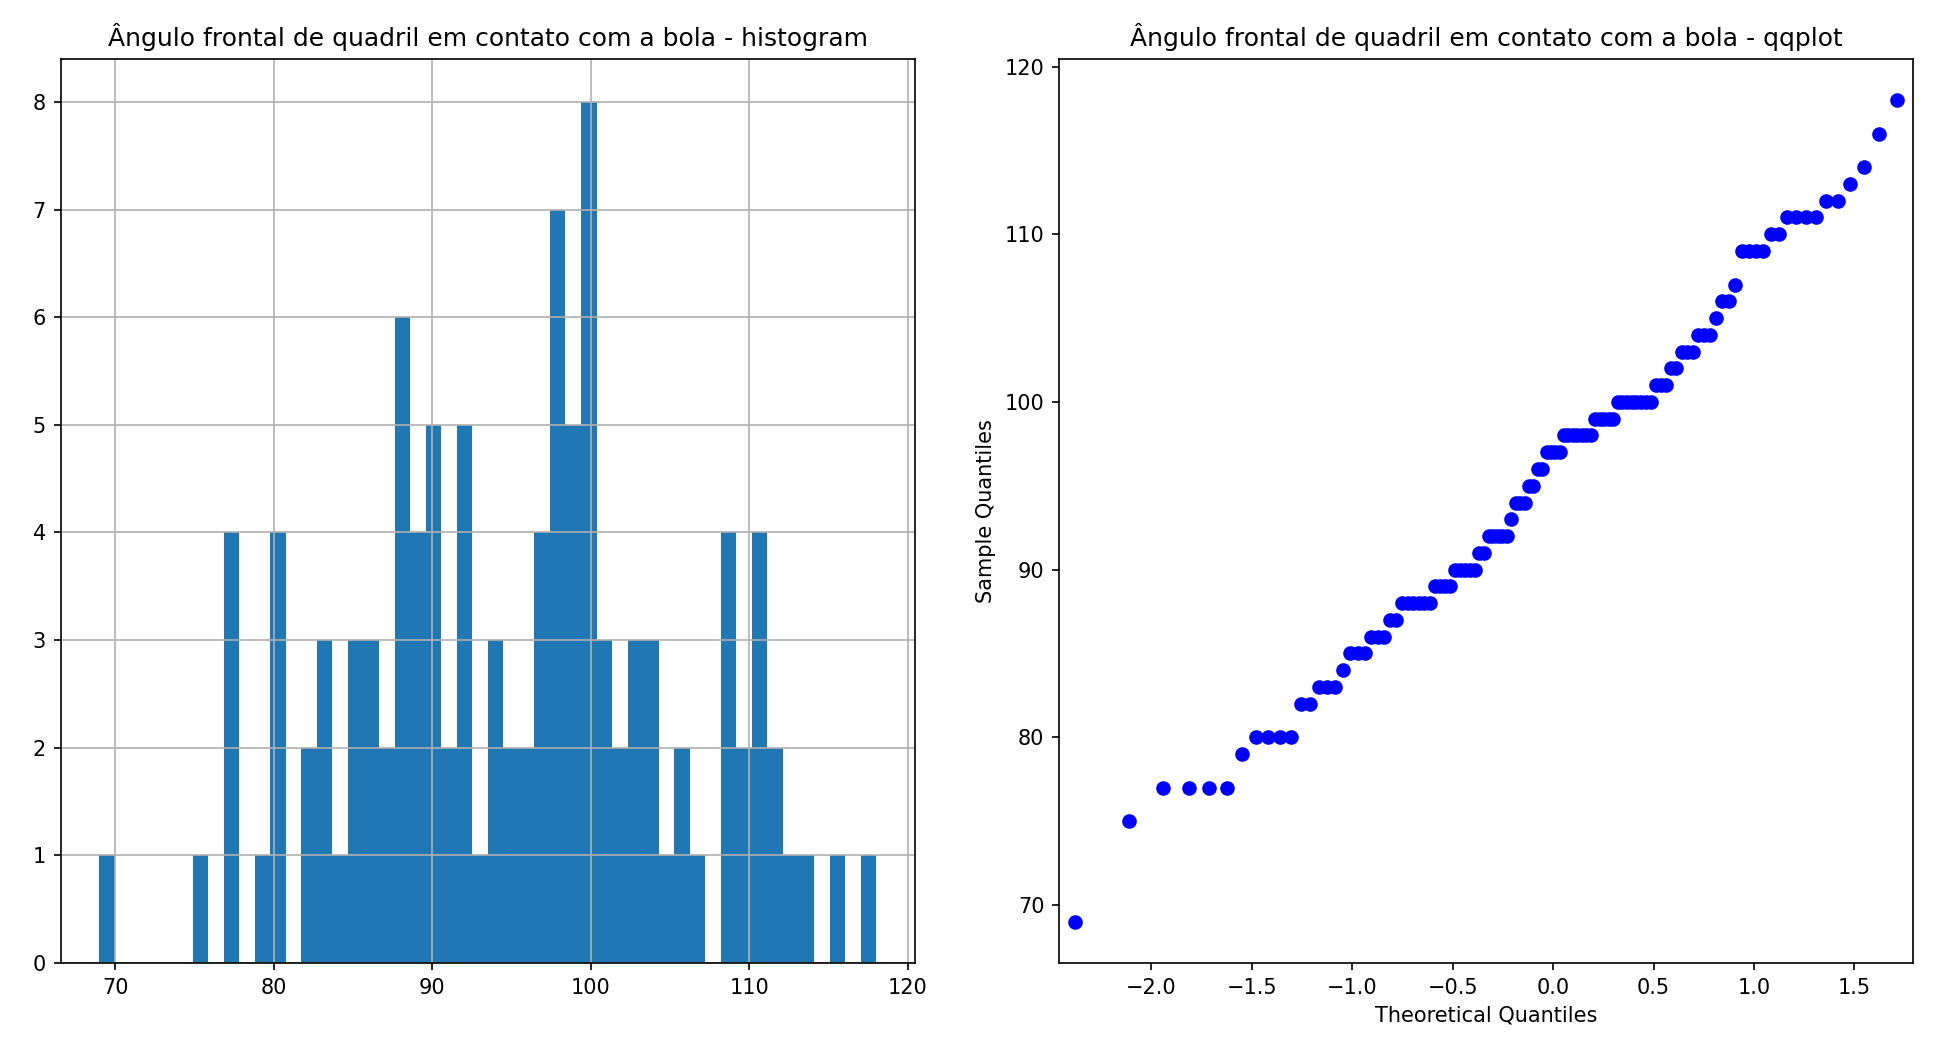 Ângulo frontal de quadril em contato com a bola - histogram
8
7
6
5
4
3
2
1
0
70 80 90 100 110 120
Ângulo frontal de quadril em contato com a bola - qqplot
120
110
100
90
80
70
Sample Quantiles
−2.0 −1.5 −1.0 −0.5 0.0 0.5 1.0 1.5
Theoretical Quantiles